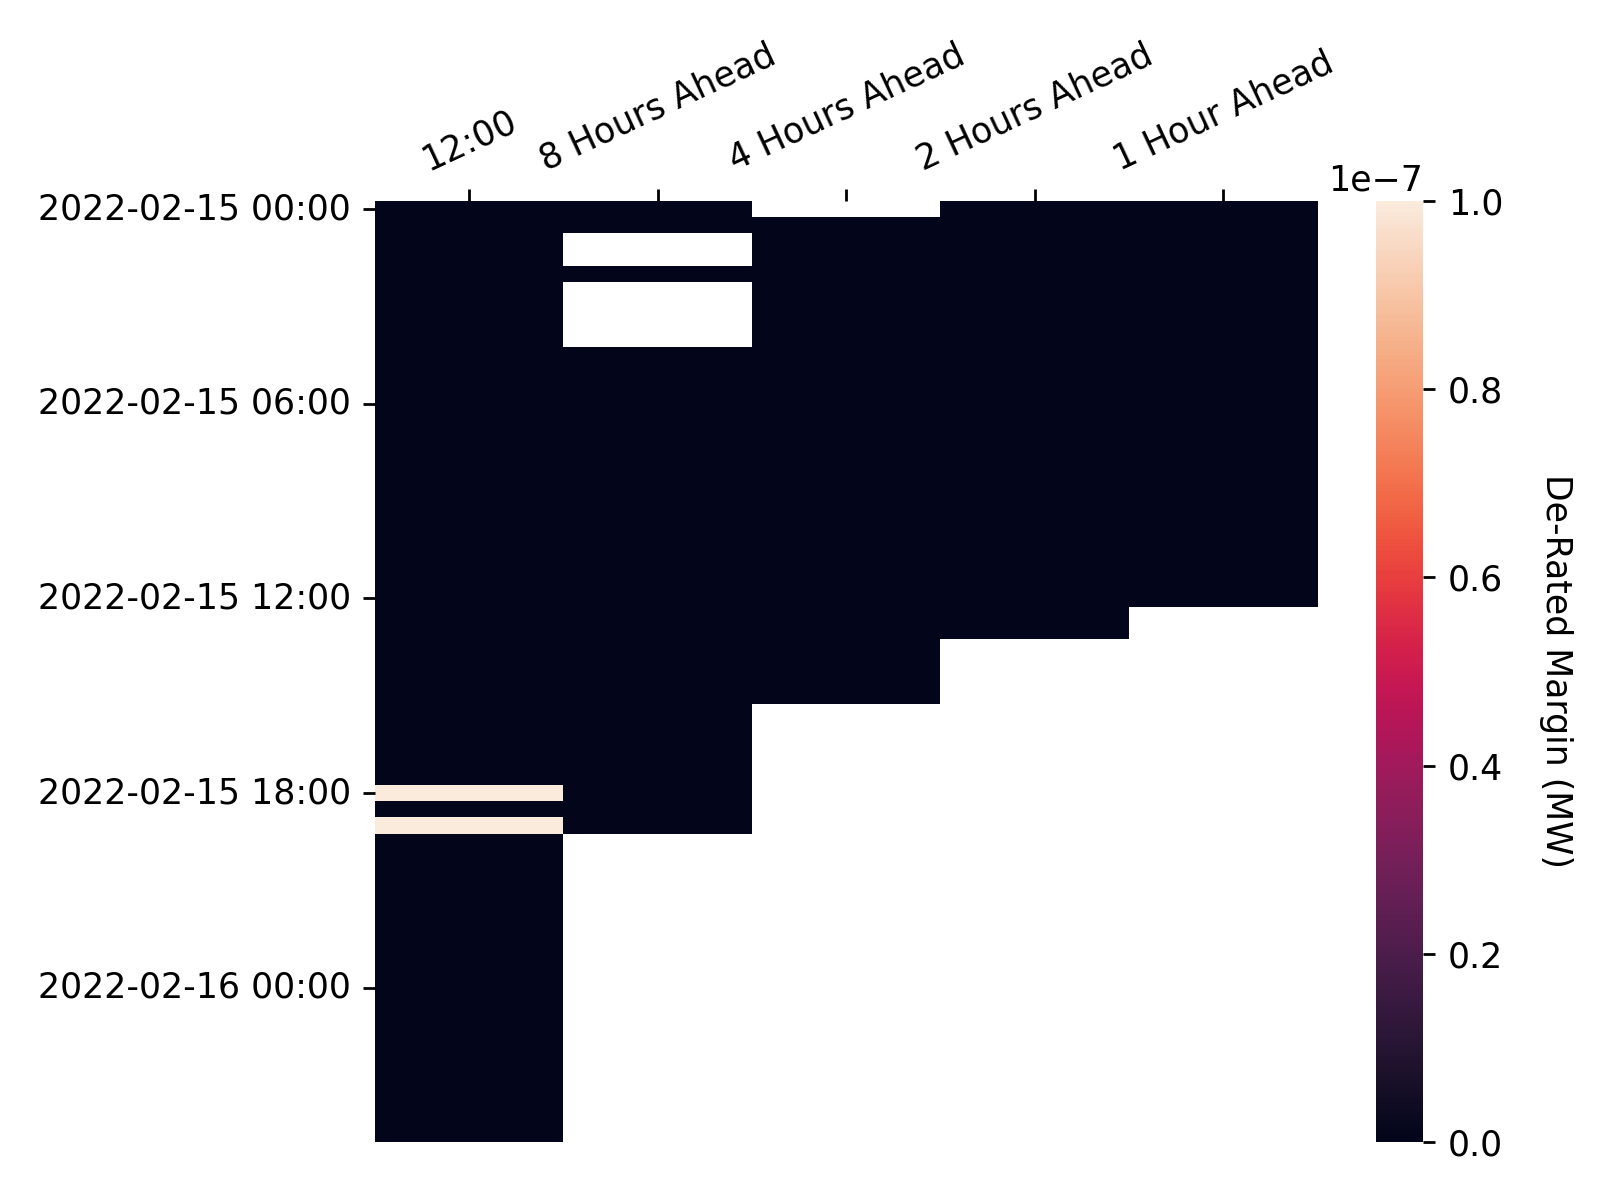 12:00
8 Hours Ahead
4 Hours Ahead
2 Hours Ahead
1 Hour Ahead
1e−7
2022-02-15 00:00
2022-02-15 06:00
2022-02-15 12:00
2022-02-15 18:00
2022-02-16 00:00
1.0
0.8
0.6
0.4
0.2
0.0
De-Rated Margin (MW)